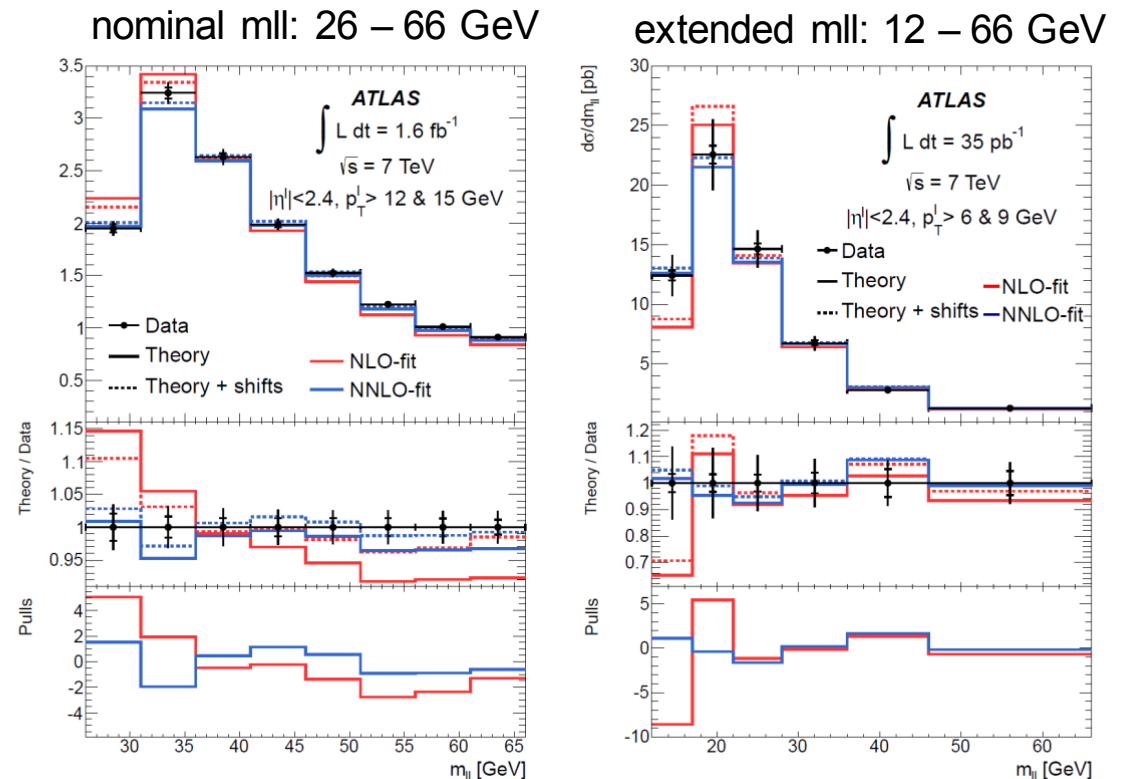 nominal mll: 26 – 66 GeV
3.5
3
2.5
2
1.5
1
0.5
ATLAS
∫ L dt = 1.6 fb⁻¹
√s = 7 TeV
|ηˡ|<2.4, pₜˡ> 12 & 15 GeV
Data
Theory
Theory + shifts
NLO-fit
NNLO-fit
Theory / Data
1.15
1.1
1.05
1
0.95
Pulls
4
2
0
-2
-4
30 35 40 45 50 55 60 65
mₗₗ [GeV]
extended mll: 12 – 66 GeV
dσ/dmₗₗ [pb]
30
25
20
15
10
5
ATLAS
∫ L dt = 35 pb⁻¹
√s = 7 TeV
|ηˡ|<2.4, pₜˡ> 6 & 9 GeV
Data
Theory
Theory + shifts
NLO-fit
NNLO-fit
Theory / Data
1.2
1.1
1
0.9
0.8
0.7
Pulls
5
0
-5
-10
20 30 40 50 60
mₗₗ [GeV]